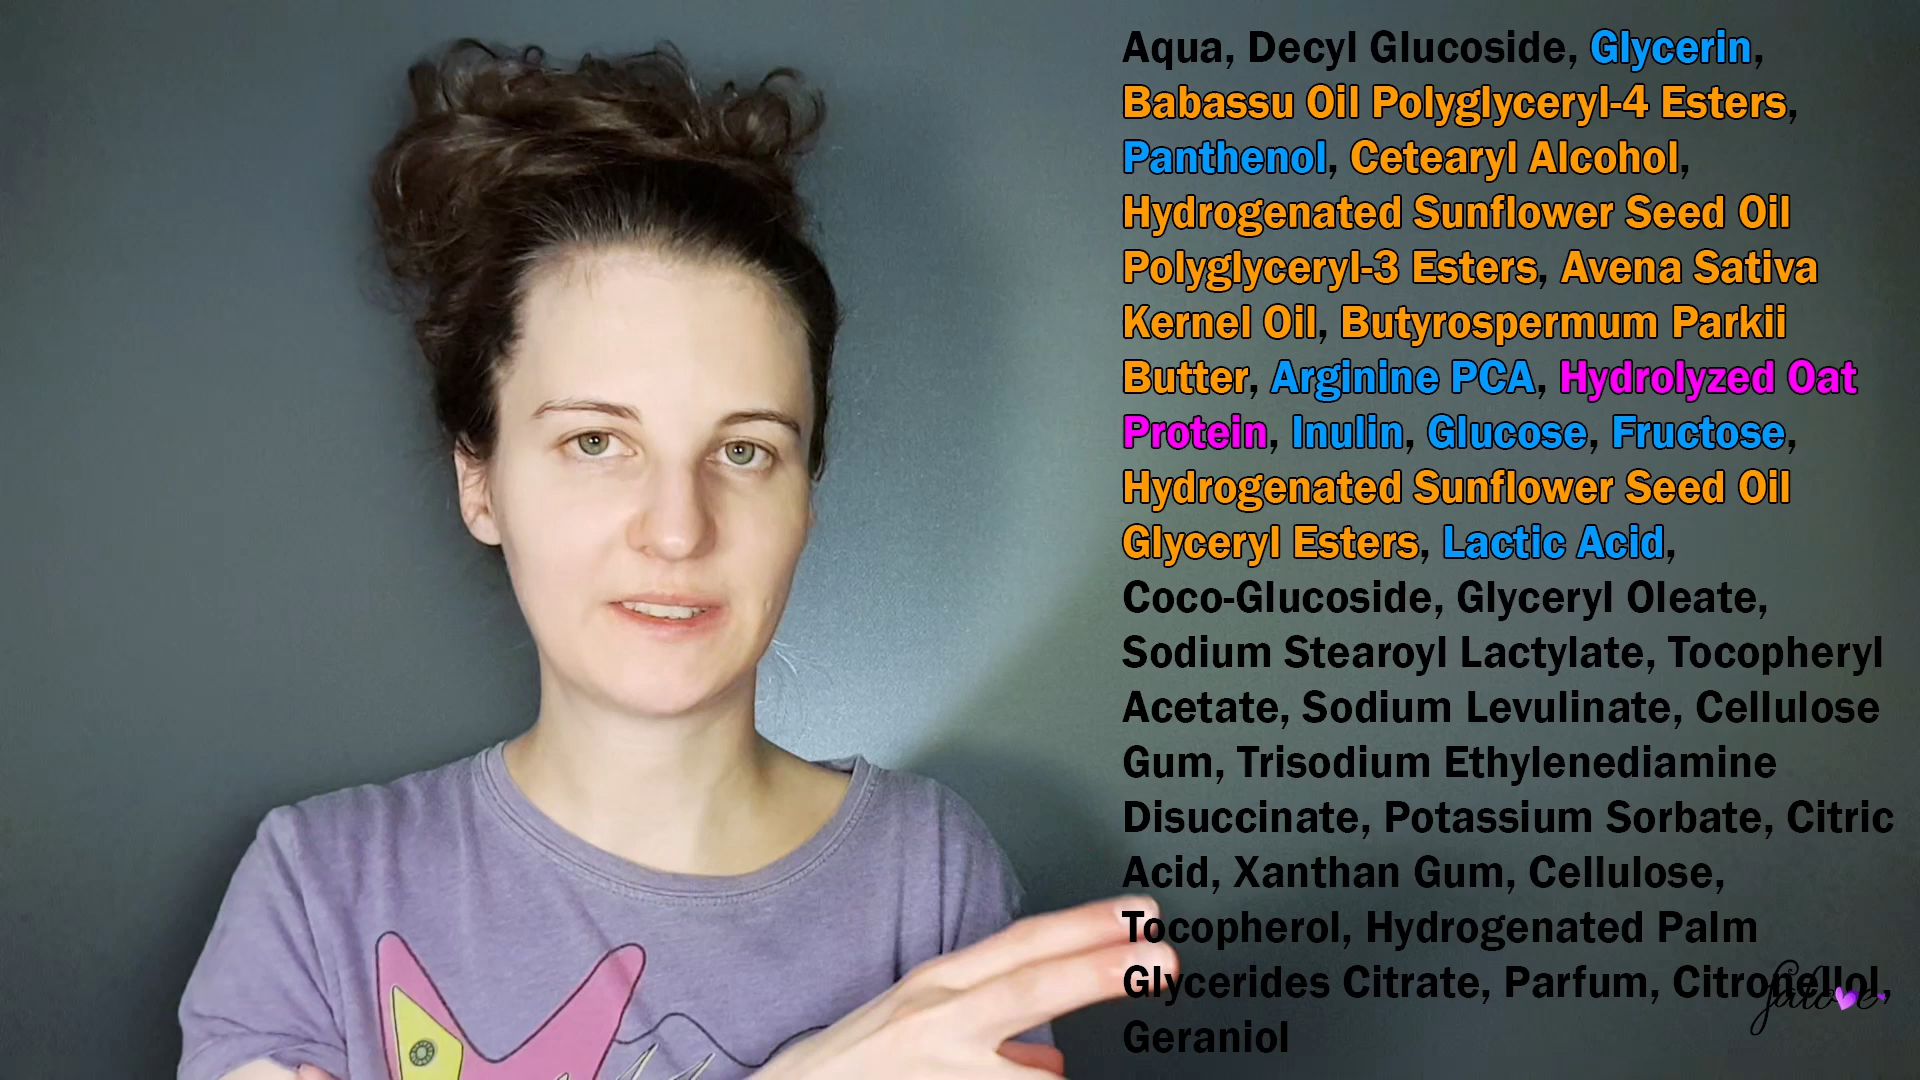 Aqua, Decyl Glucoside, Glycerin,
Babassu Oil Polyglyceryl-4 Esters,
Panthenol, Cetearyl Alcohol,
Hydrogenated Sunflower Seed Oil
Polyglyceryl-3 Esters, Avena Sativa
Kernel Oil, Butyrospermum Parkii
Butter, Arginine PCA, Hydrolyzed Oat
Protein, Inulin, Glucose, Fructose,
Hydrogenated Sunflower Seed Oil
Glyceryl Esters, Lactic Acid,
Coco-Glucoside, Glyceryl Oleate,
Sodium Stearoyl Lactylate, Tocopheryl
Acetate, Sodium Levulinate, Cellulose
Gum, Trisodium Ethylenediamine
Disuccinate, Potassium Sorbate, Citric
Acid, Xanthan Gum, Cellulose,
Tocopherol, Hydrogenated Palm
Glycerides Citrate, Parfum, Citronellol,
Geraniol